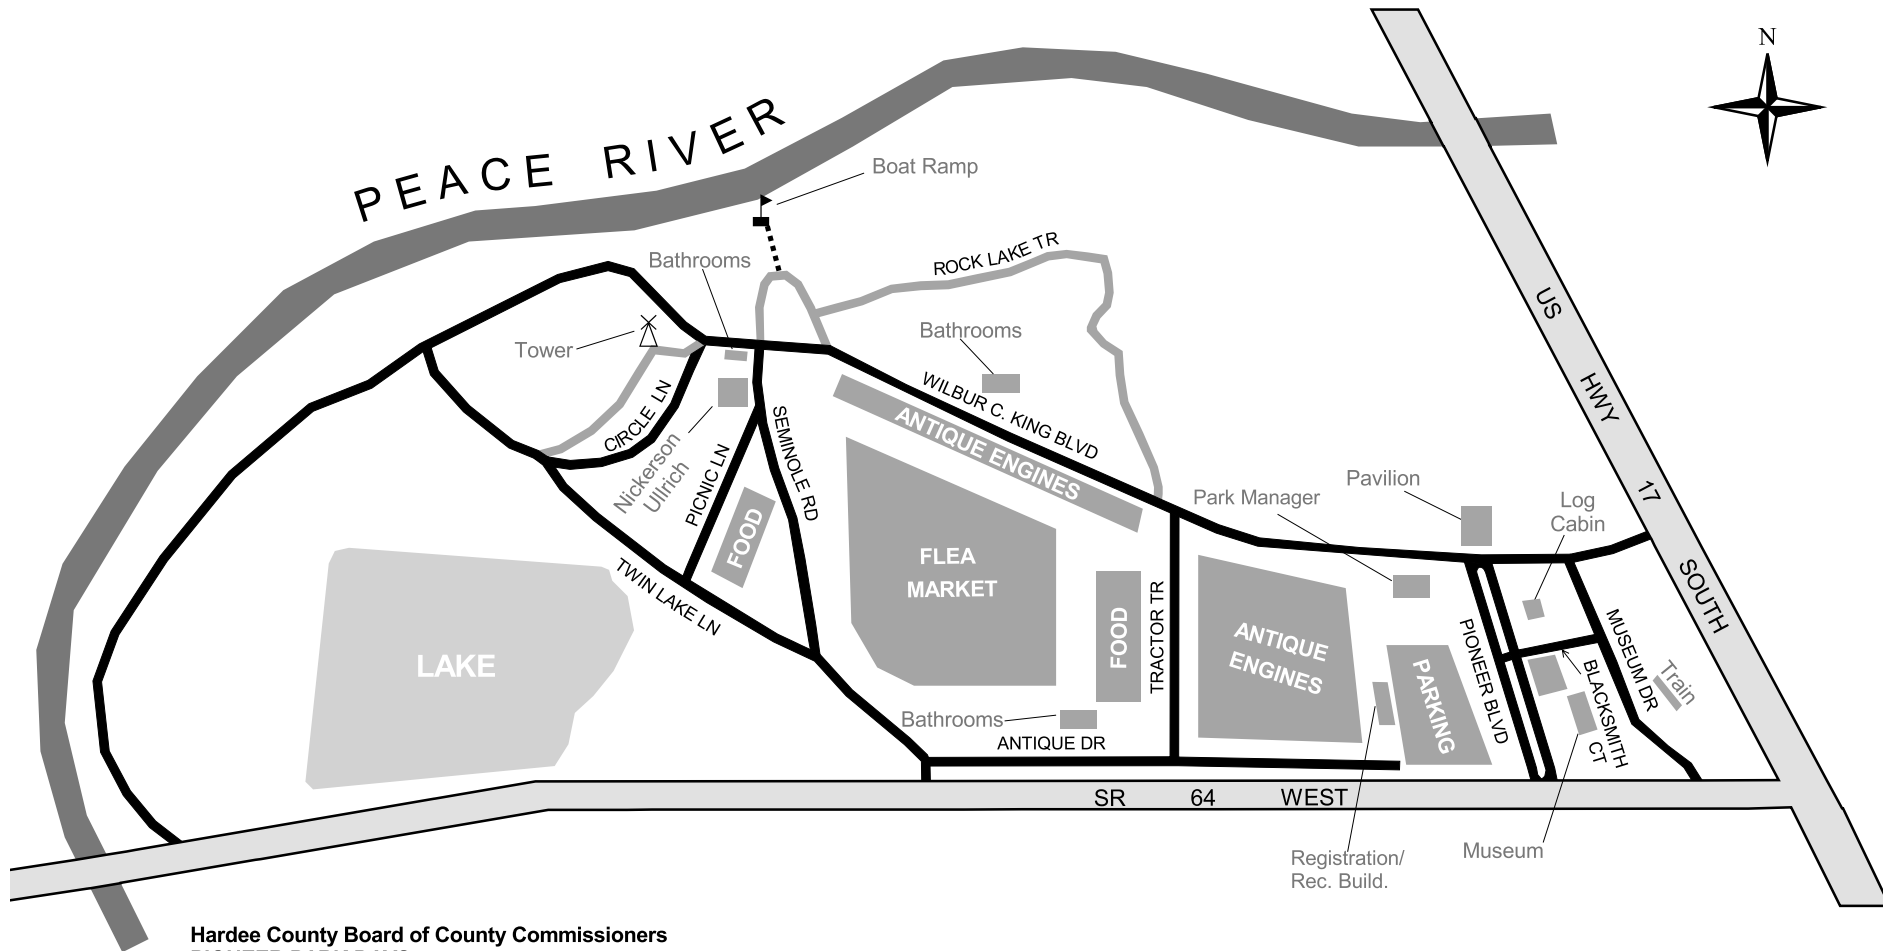 N
PEACE RIVER
Boat Ramp
ROCK LAKE TR
Bathrooms
US HWY 17 SOUTH
Tower
Bathrooms
WILBUR C. KING BLVD
CIRCLE LN
ANTIQUE ENGINES
SEMINOLE RD
Nickerson
Ullrich
PICNIC LN
Pavilion
Park Manager
Log
Cabin
FOOD
FLEA
MARKET
TWIN LAKE LN
FOOD
TRACTOR TR
ANTIQUE
ENGINES
PIONEER BLVD
MUSEUM DR
LAKE
PARKING
BLACKSMITH
CT
Train
Bathrooms
ANTIQUE DR
SR 64 WEST
Registration/
Rec. Build.
Museum
Hardee County Board of County Commissioners